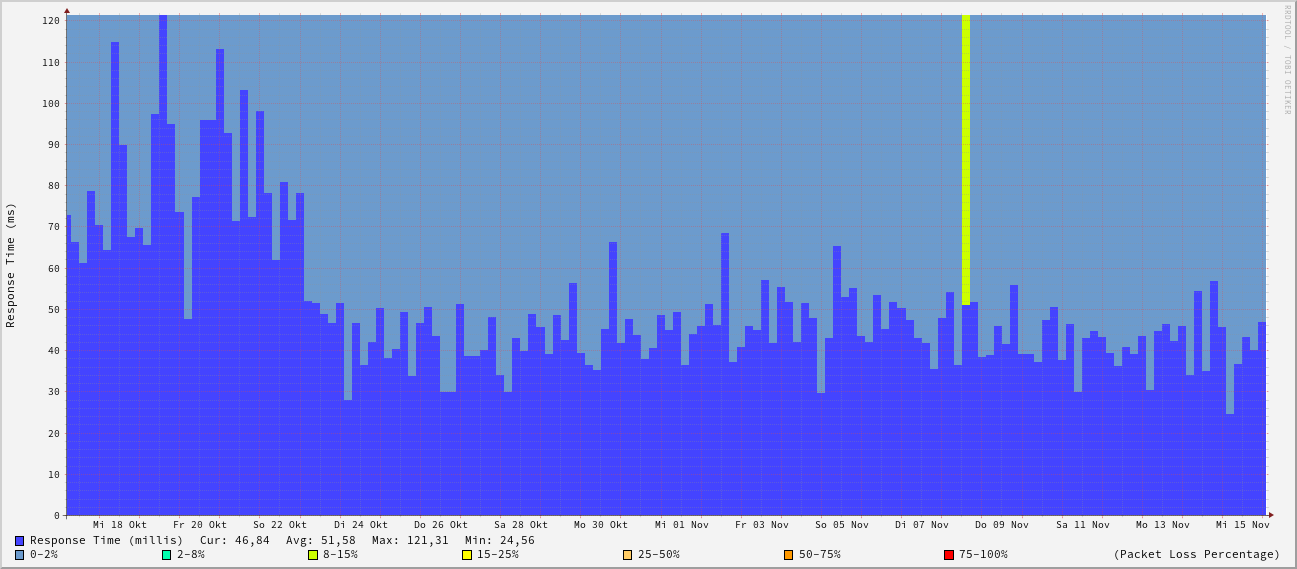 RRDTOOL / TOBI OETIKER
Response Time (ms)
120
110
100
90
80
70
60
50
40
30
20
10
0
Mi 18 Okt Fr 20 Okt So 22 Okt Di 24 Okt Do 26 Okt Sa 28 Okt Mo 30 Okt Mi 01 Nov Fr 03 Nov So 05 Nov Di 07 Nov Do 09 Nov Sa 11 Nov Mo 13 Nov Mi 15 Nov
Response Time (millis) Cur: 46,84 Avg: 51,58 Max: 121,31 Min: 24,56
0-2% 2-8% 8-15% 15-25% 25-50% 50-75% 75-100% (Packet Loss Percentage)